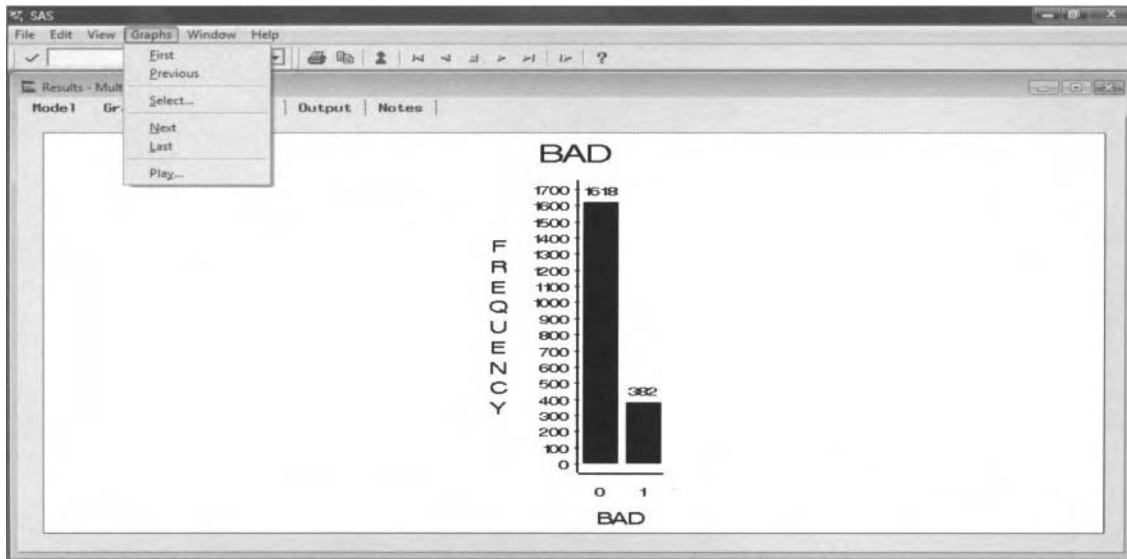 SAS
File Edit View Graphs Window Help
First
Previous
Select...
Next
Last
Play...
?
Results - Mult
Model Gr Output | Notes |
BAD
FREQUENCY
1700
1600
1500
1400
1300
1200
1100
1000
900
800
700
600
500
400
300
200
100
0
1618
382
0 1
BAD